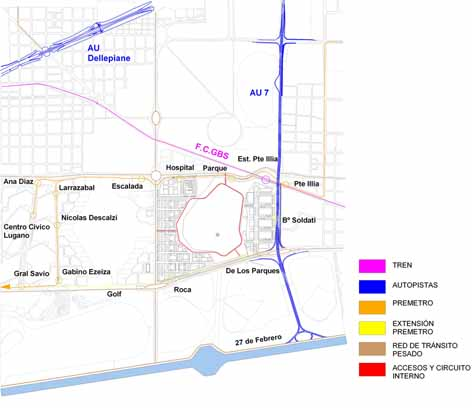 AU
Dellepiane
AU 7
F.C.GBS
Est. Pte Illia
Hospital
Parque
Ana Diaz
Larrazabal
Escalada
Pte Illia
Nicolas Descalzi
Centro Civico
Lugano
Bº Soldati
Gral Savio
Gabino Ezeiza
De Los Parques
Golf
Roca
27 de Febrero
TREN
AUTOPISTAS
PREMETRO
EXTENSIÓN
PREMETRO
RED DE TRÁNSITO
PESADO
ACCESOS Y CIRCUITO
INTERNO